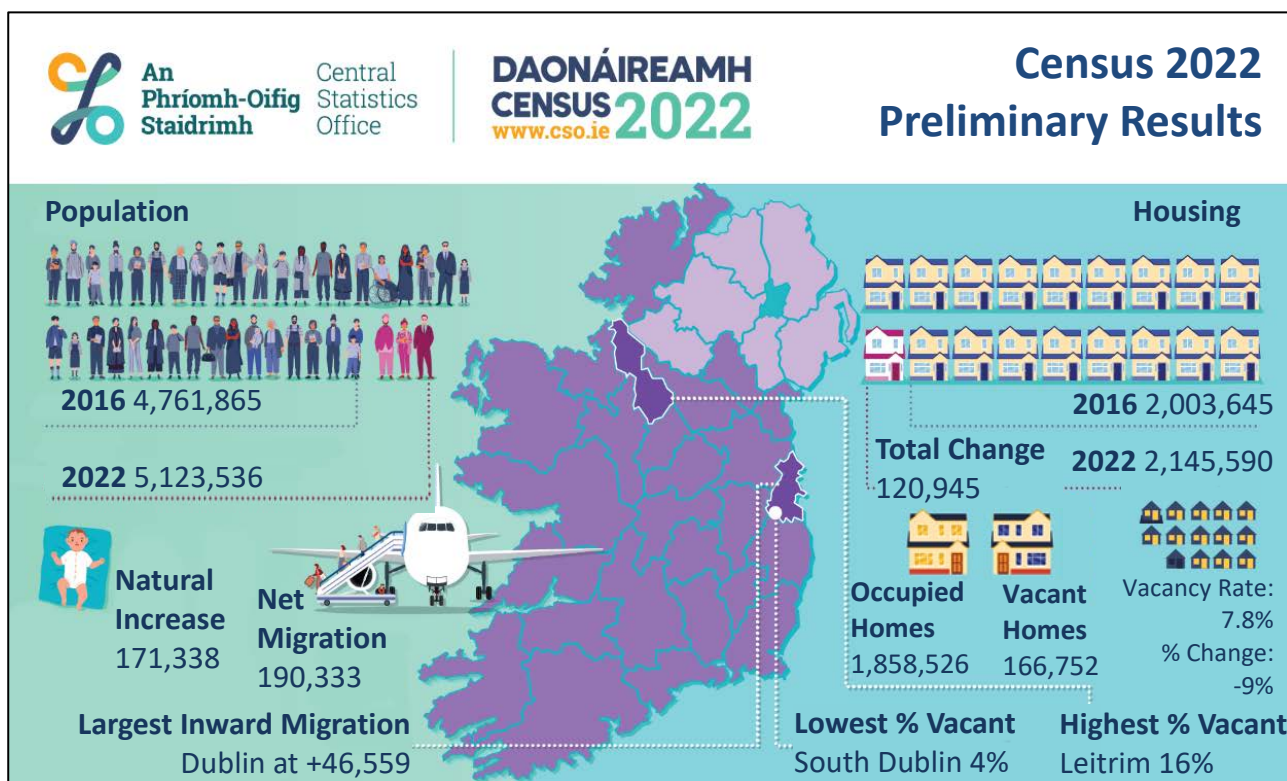 An
Phríomh-Oifig
Staidrimh
Central
Statistics
Office
DAONÁIREAMH
CENSUS 2022
www.cso.ie
Census 2022
Preliminary Results
Population
2016 4,761,865
2022 5,123,536
Natural
Increase
171,338
Net
Migration
190,333
Largest Inward Migration
Dublin at +46,559
Housing
2016 2,003,645
Total Change
120,945
2022 2,145,590
Occupied
Homes
1,858,526
Vacant
Homes
166,752
Vacancy Rate:
7.8%
% Change:
-9%
Lowest % Vacant
South Dublin 4%
Highest % Vacant
Leitrim 16%